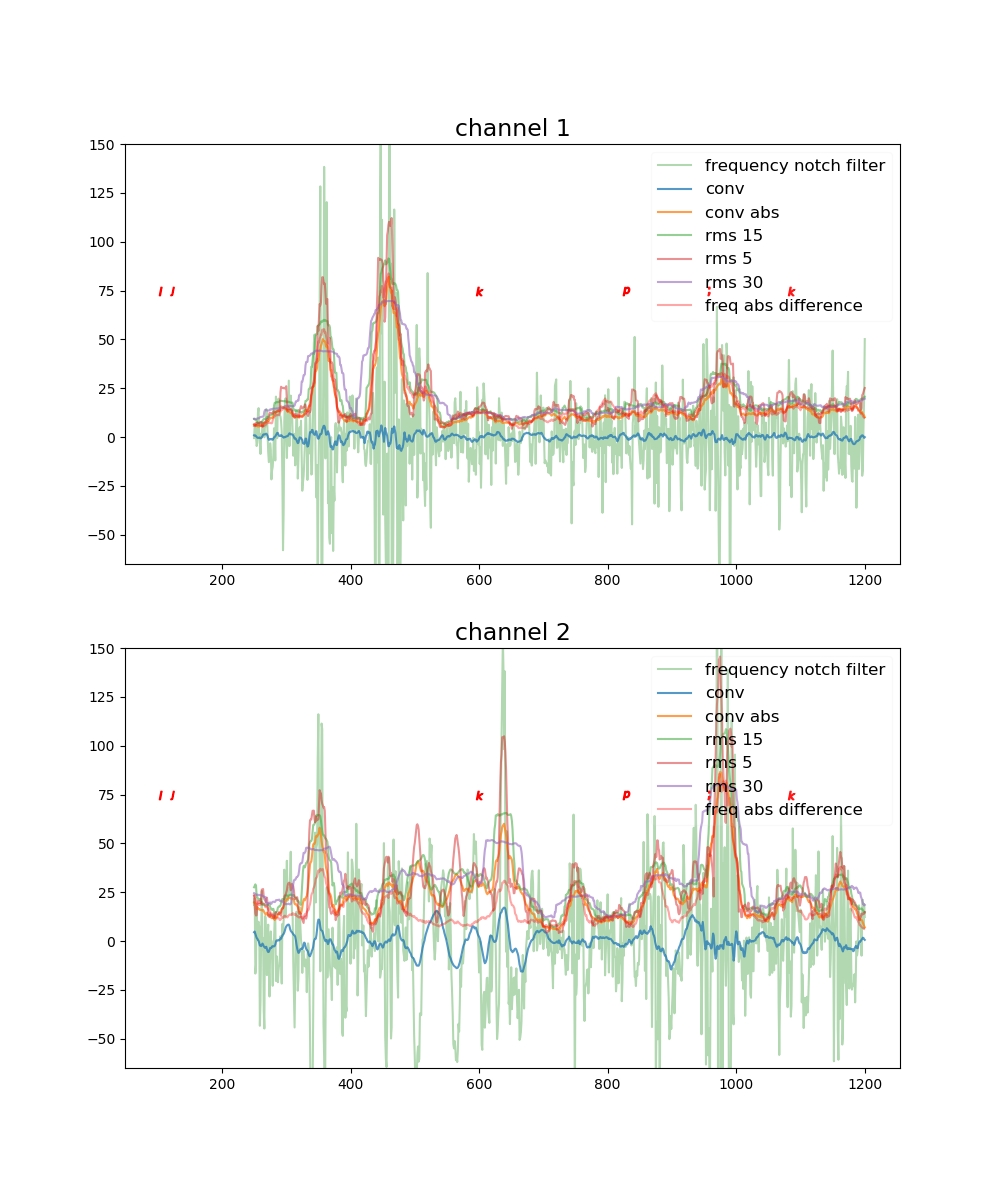 channel 1
150
125
100
75
50
25
0
−25
−50
frequency notch filter
conv
conv abs
rms 15
rms 5
rms 30
freq abs difference
l j k p ; k
200 400 600 800 1000 1200
channel 2
150
125
100
75
50
25
0
−25
−50
frequency notch filter
conv
conv abs
rms 15
rms 5
rms 30
freq abs difference
l j k p ; k
200 400 600 800 1000 1200